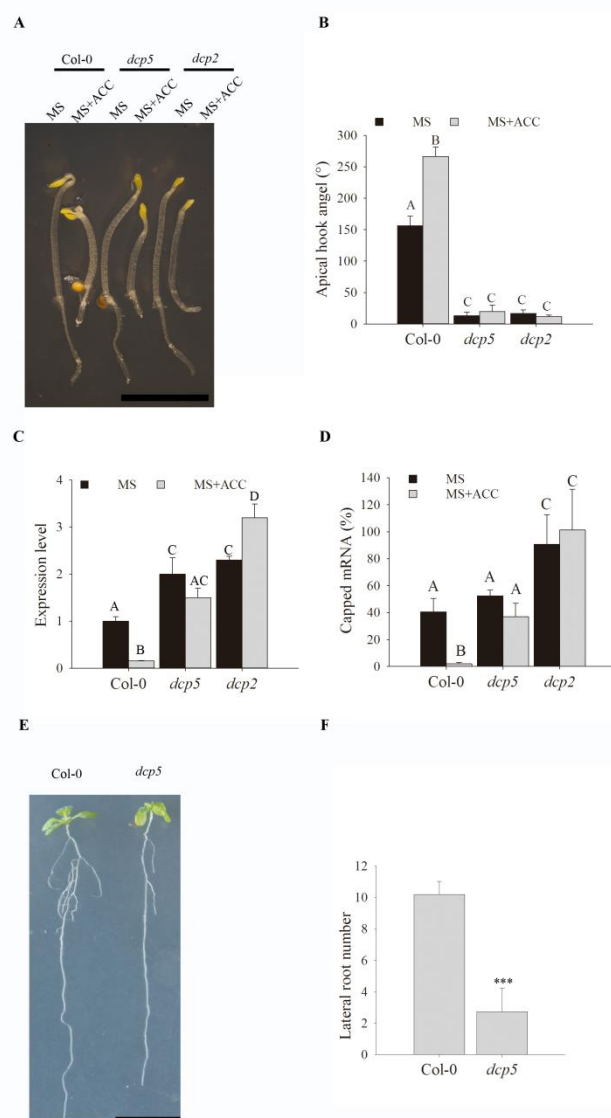 A
Col-0 dcp5 dcp2
MS MS+ACC MS MS+ACC MS MS+ACC
B
MS MS+ACC
300
250
200
150
100
50
0
Apical hook angel (°)
A B C C C C
Col-0 dcp5 dcp2
C
MS MS+ACC
4
3
2
1
0
Expression level
A B C AC C D
Col-0 dcp5 dcp2
D
MS
MS+ACC
140
120
100
80
60
40
20
0
Capped mRNA (%)
A B A A C C
Col-0 dcp5 dcp2
E
Col-0 dcp5
F
12
10
8
6
4
2
0
Lateral root number
***
Col-0 dcp5